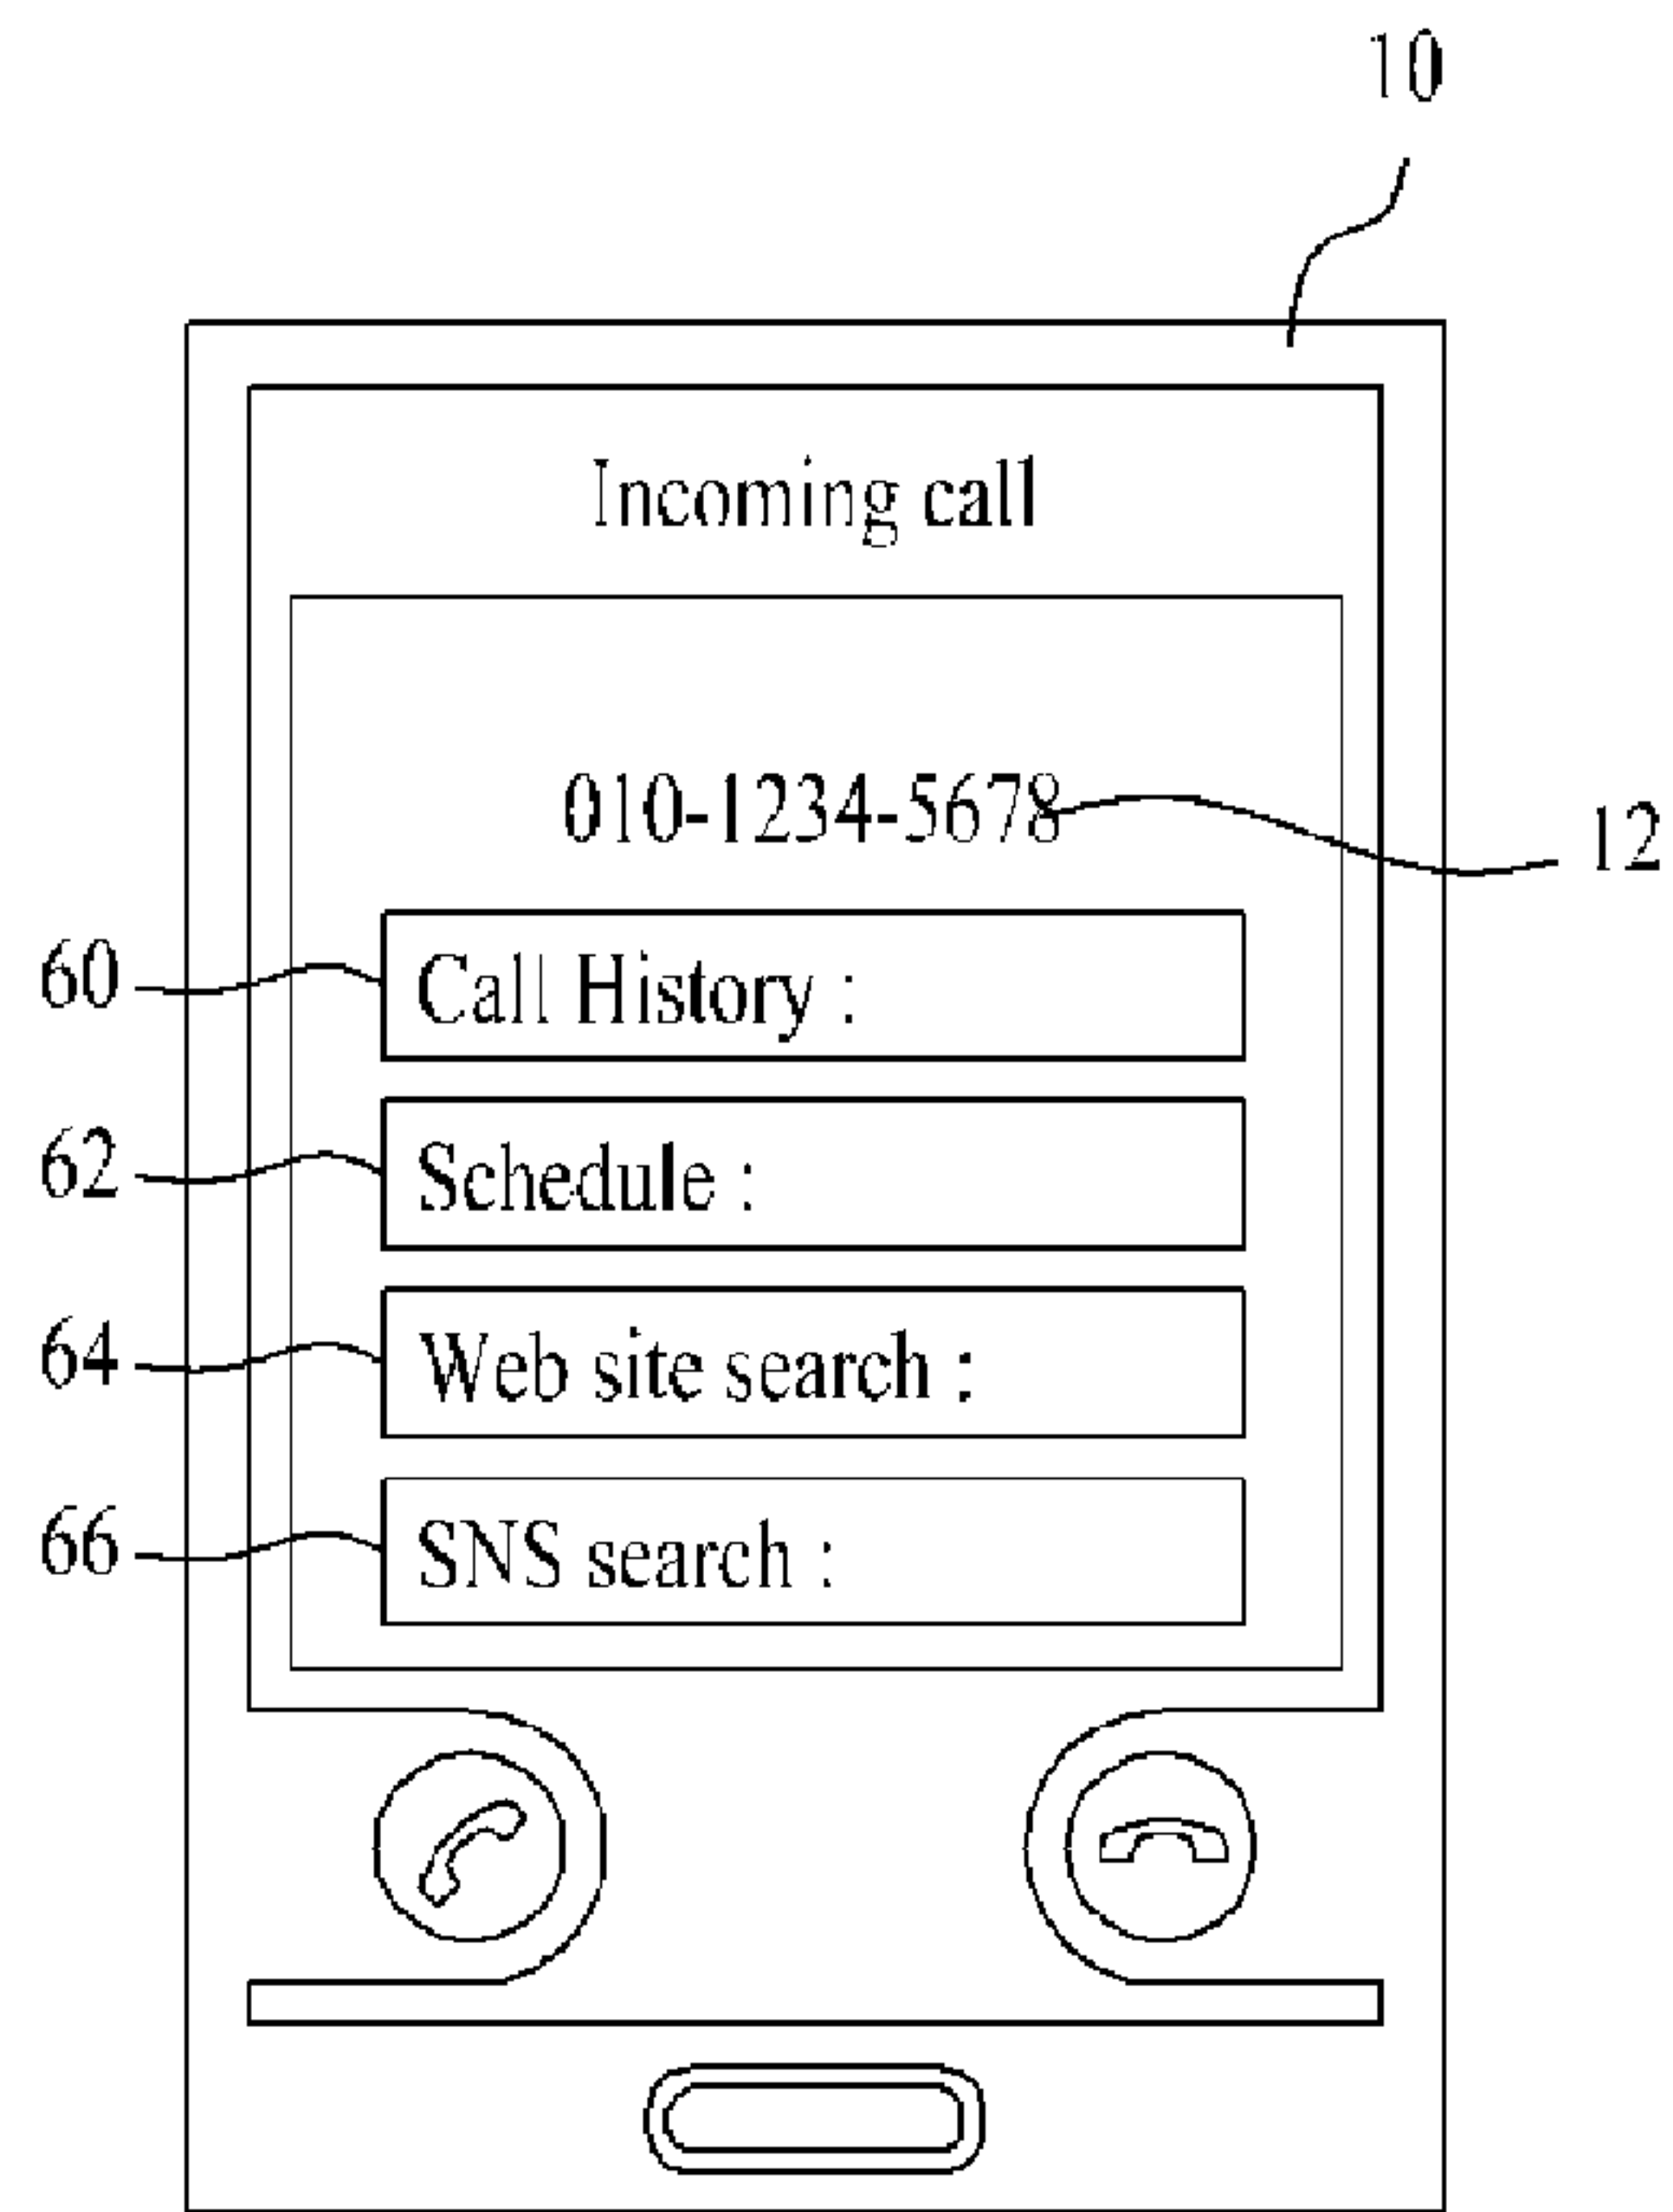 10
Incoming call
010-1234-5678
12
60
Call History :
62
Schedule :
64
Web site search :
66
SNS search :